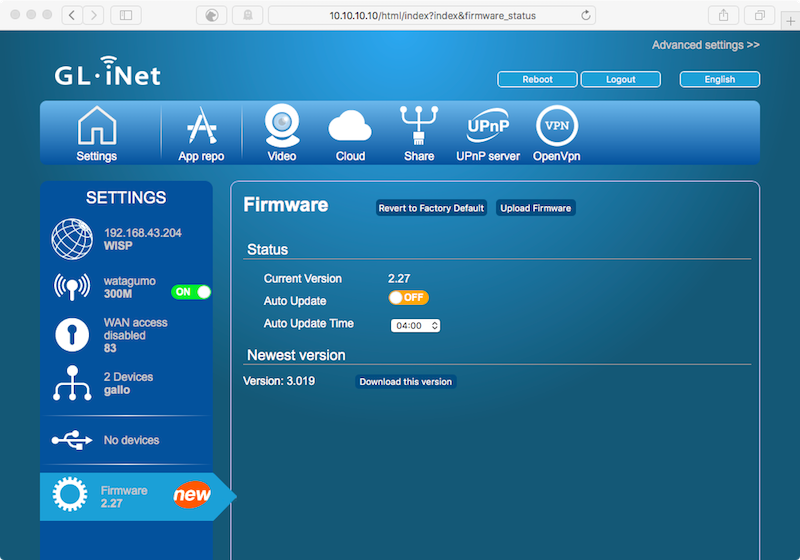 10.10.10.10/html/index?index&firmware_status
Advanced settings >>
GL·iNet
Reboot
Logout
English
Settings
App repo
Video
Cloud
Share
UPnP
UPnP server
VPN
OpenVpn
SETTINGS
192.168.43.204
WISP
watagumo
300M
ON
WAN access
disabled
83
2 Devices
gallo
No devices
Firmware
2.27
new
Firmware
Revert to Factory Default
Upload Firmware
Status
Current Version 2.27
Auto Update OFF
Auto Update Time 04:00
Newest version
Version: 3.019 Download this version